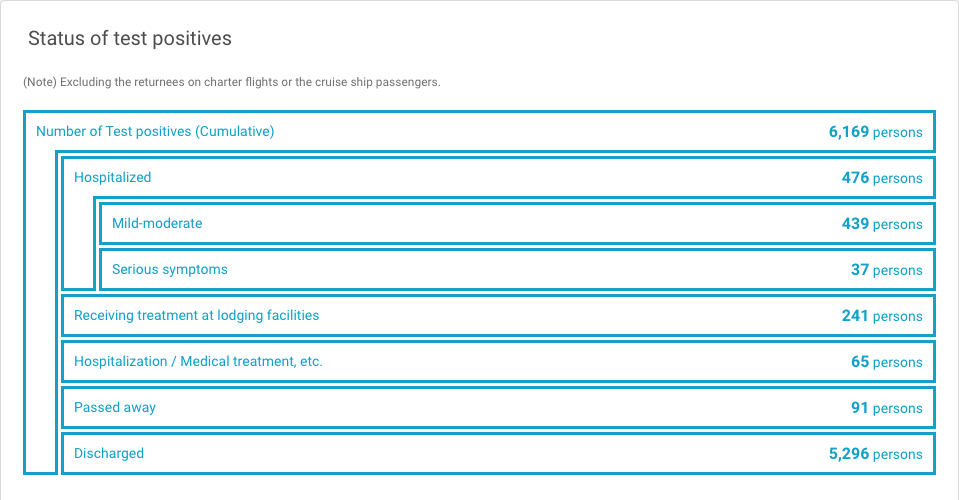 Status of test positives
(Note) Excluding the returnees on charter flights or the cruise ship passengers.
Number of Test positives (Cumulative) 6,169 persons
Hospitalized 476 persons
Mild-moderate 439 persons
Serious symptoms 37 persons
Receiving treatment at lodging facilities 241 persons
Hospitalization / Medical treatment, etc. 65 persons
Passed away 91 persons
Discharged 5,296 persons